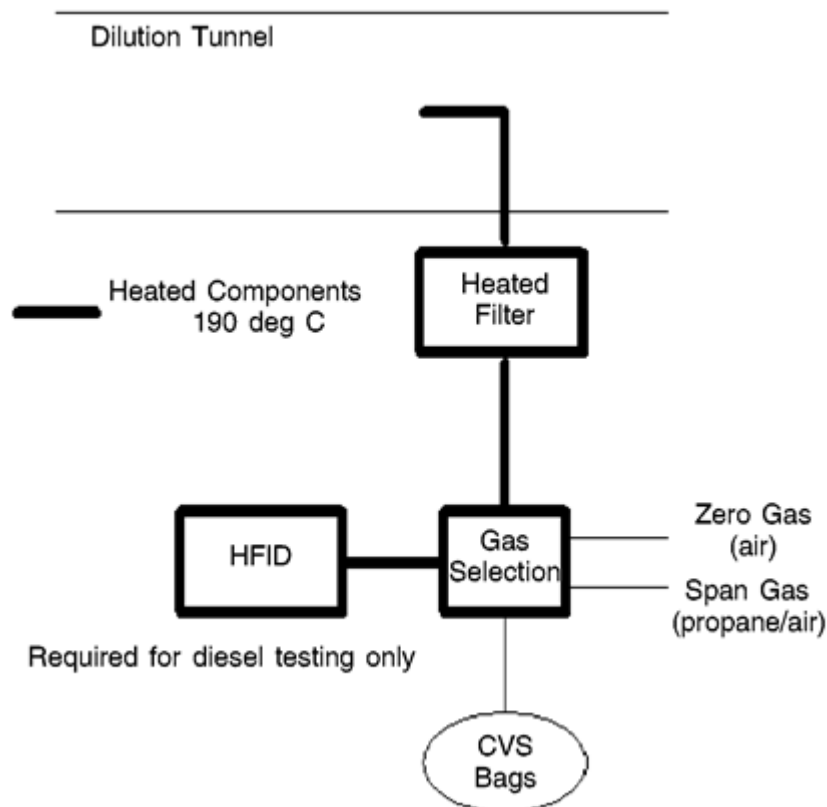 Dilution Tunnel
Heated Components
190 deg C
Heated
Filter
HFID
Gas
Selection
Zero Gas
(air)
Span Gas
(propane/air)
Required for diesel testing only
CVS
Bags